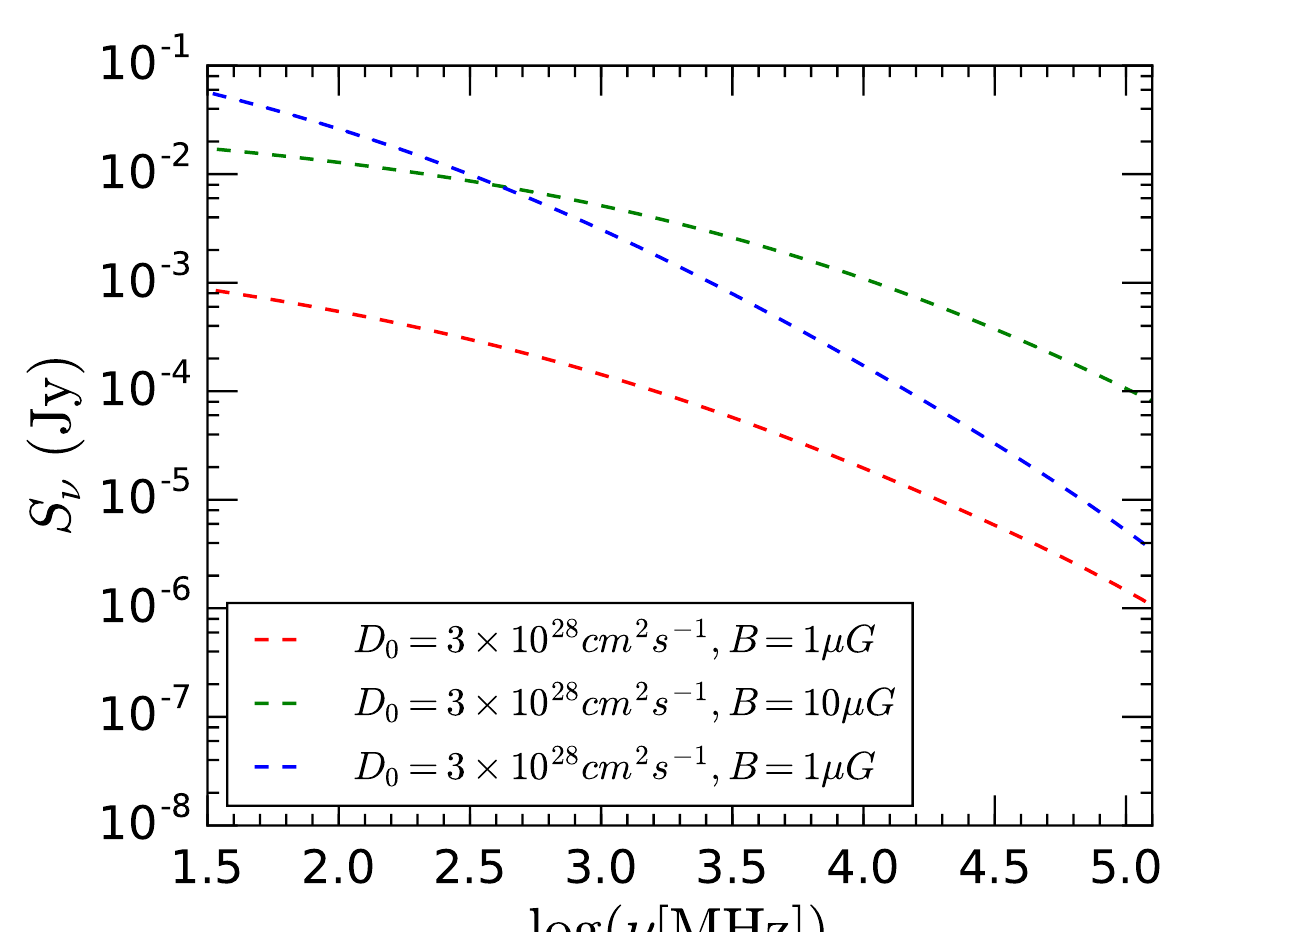 10^-1
10^-2
10^-3
10^-4
10^-5
10^-6
10^-7
10^-8
S_ν (Jy)
D_0 = 3 × 10^28 cm^2 s^−1, B = 1μG
D_0 = 3 × 10^28 cm^2 s^−1, B = 10μG
D_0 = 3 × 10^28 cm^2 s^−1, B = 1μG
1.5 2.0 2.5 3.0 3.5 4.0 4.5 5.0
log(ν[MHz])